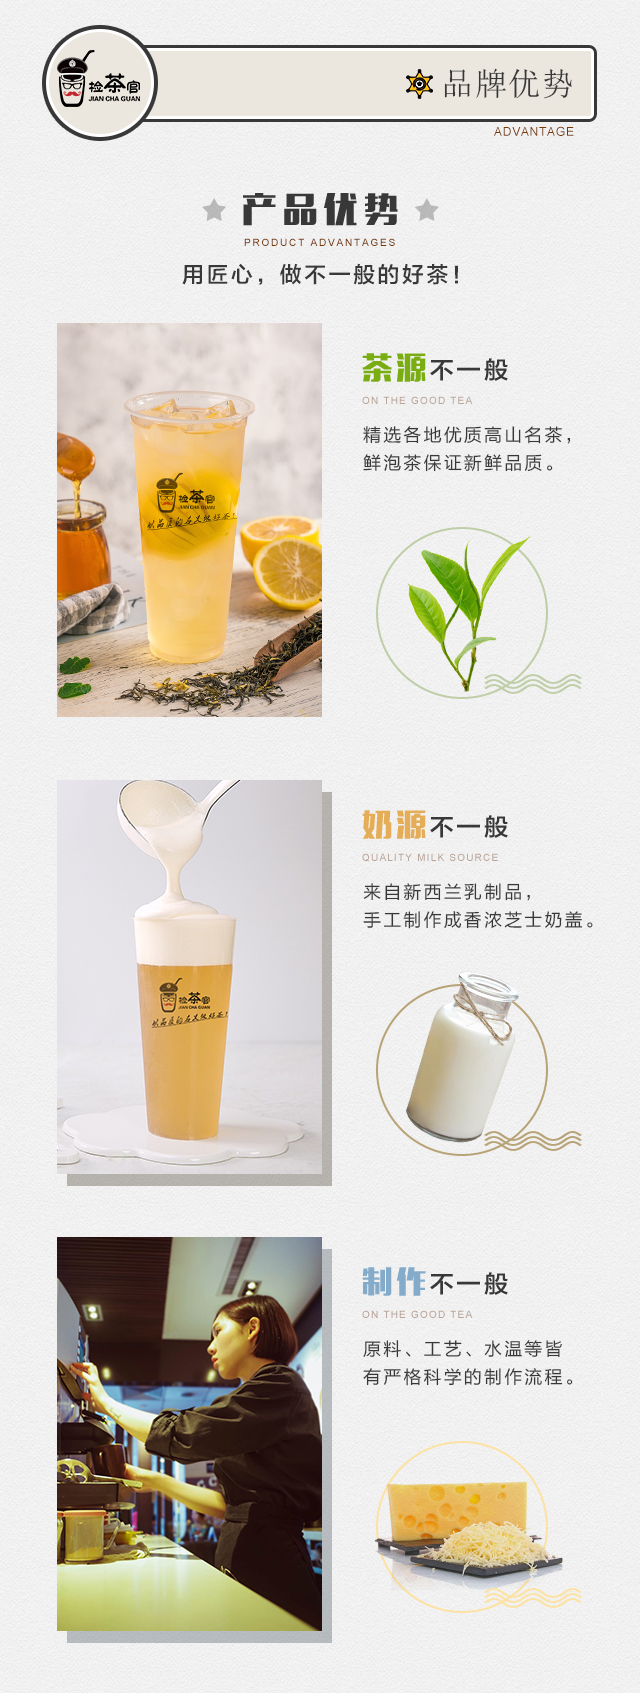 捡茶官
JIAN CHA GUAN
品牌优势
ADVANTAGE
产品优势
PRODUCT ADVANTAGES
用匠心，做不一般的好茶！
茶源不一般
ON THE GOOD TEA
精选各地优质高山名茶，
鲜泡茶保证新鲜品质。
捡茶官
JIAN CHA GUAN
奶源不一般
QUALITY MILK SOURCE
来自新西兰乳制品，
手工制作成香浓芝士奶盖。
捡茶官
JIAN CHA GUAN
制作不一般
ON THE GOOD TEA
原料、工艺、水温等皆
有严格科学的制作流程。